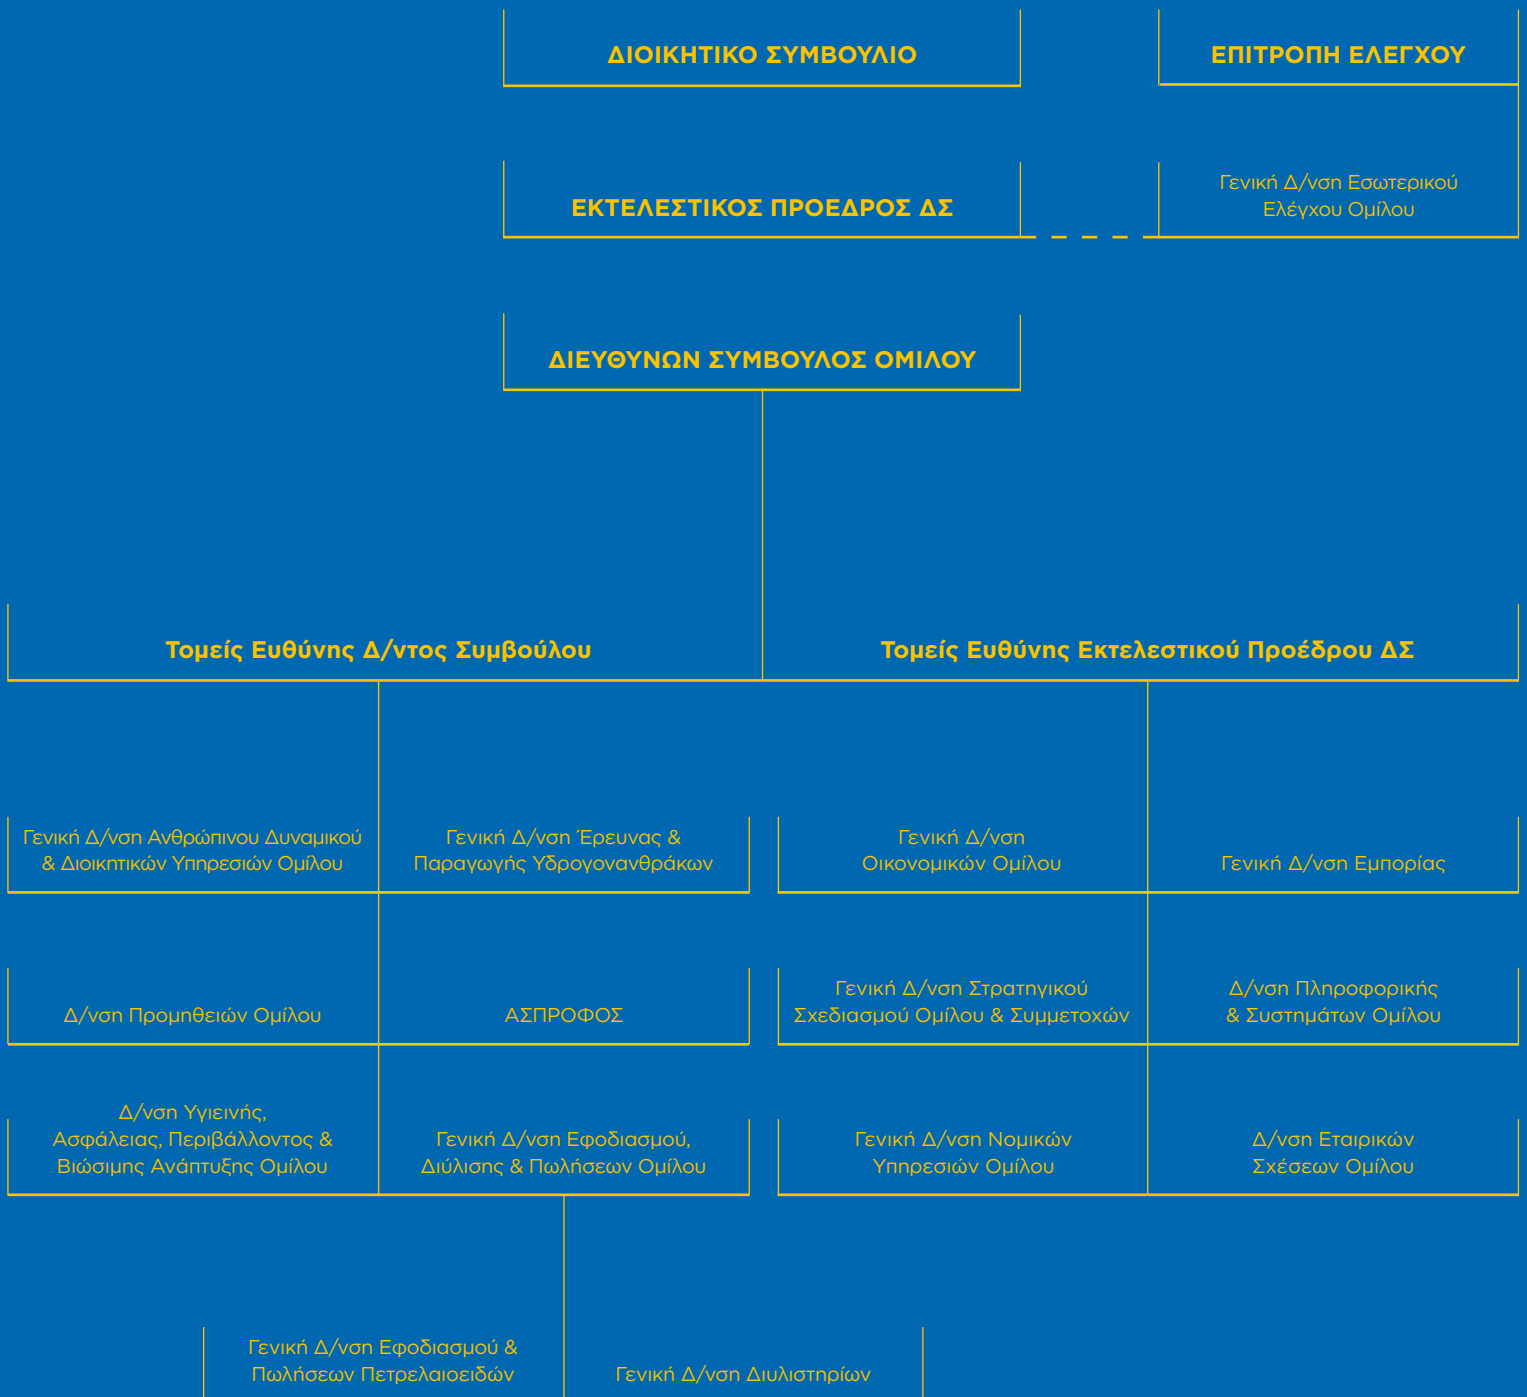 ΔΙΟΙΚΗΤΙΚΟ ΣΥΜΒΟΥΛΙΟ
ΕΠΙΤΡΟΠΗ ΕΛΕΓΧΟΥ
ΕΚΤΕΛΕΣΤΙΚΟΣ ΠΡΟΕΔΡΟΣ ΔΣ
Γενική Δ/νση Εσωτερικού
Ελέγχου Ομίλου
ΔΙΕΥΘΥΝΩΝ ΣΥΜΒΟΥΛΟΣ ΟΜΙΛΟΥ
Τομείς Ευθύνης Δ/ντος Συμβούλου
Τομείς Ευθύνης Εκτελεστικού Προέδρου ΔΣ
Γενική Δ/νση Ανθρώπινου Δυναμικού
& Διοικητικών Υπηρεσιών Ομίλου
Γενική Δ/νση Έρευνας &
Παραγωγής Υδρογονανθράκων
Γενική Δ/νση
Οικονομικών Ομίλου
Γενική Δ/νση Εμπορίας
Δ/νση Προμηθειών Ομίλου
ΑΣΠΡΟΦΟΣ
Γενική Δ/νση Στρατηγικού
Σχεδιασμού Ομίλου & Συμμετοχών
Δ/νση Πληροφορικής
& Συστημάτων Ομίλου
Δ/νση Υγιεινής,
Ασφάλειας, Περιβάλλοντος &
Βιώσιμης Ανάπτυξης Ομίλου
Γενική Δ/νση Εφοδιασμού,
Διύλισης & Πωλήσεων Ομίλου
Γενική Δ/νση Νομικών
Υπηρεσιών Ομίλου
Δ/νση Εταιρικών
Σχέσεων Ομίλου
Γενική Δ/νση Εφοδιασμού &
Πωλήσεων Πετρελαιοειδών
Γενική Δ/νση Διυλιστηρίων